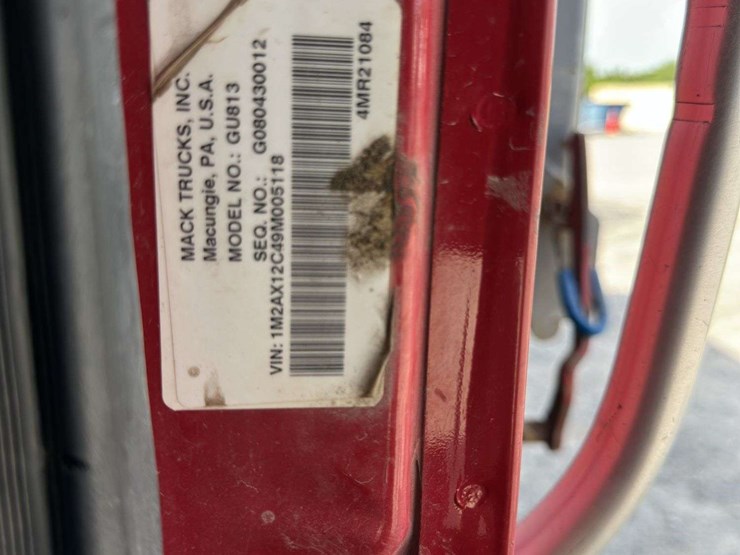 MACK TRUCKS, INC.
Macungie, PA, U.S.A.
MODEL NO.: GU813
SEQ. NO.: G080430012
VIN: 1M2AX12C49M005118
4MR21084